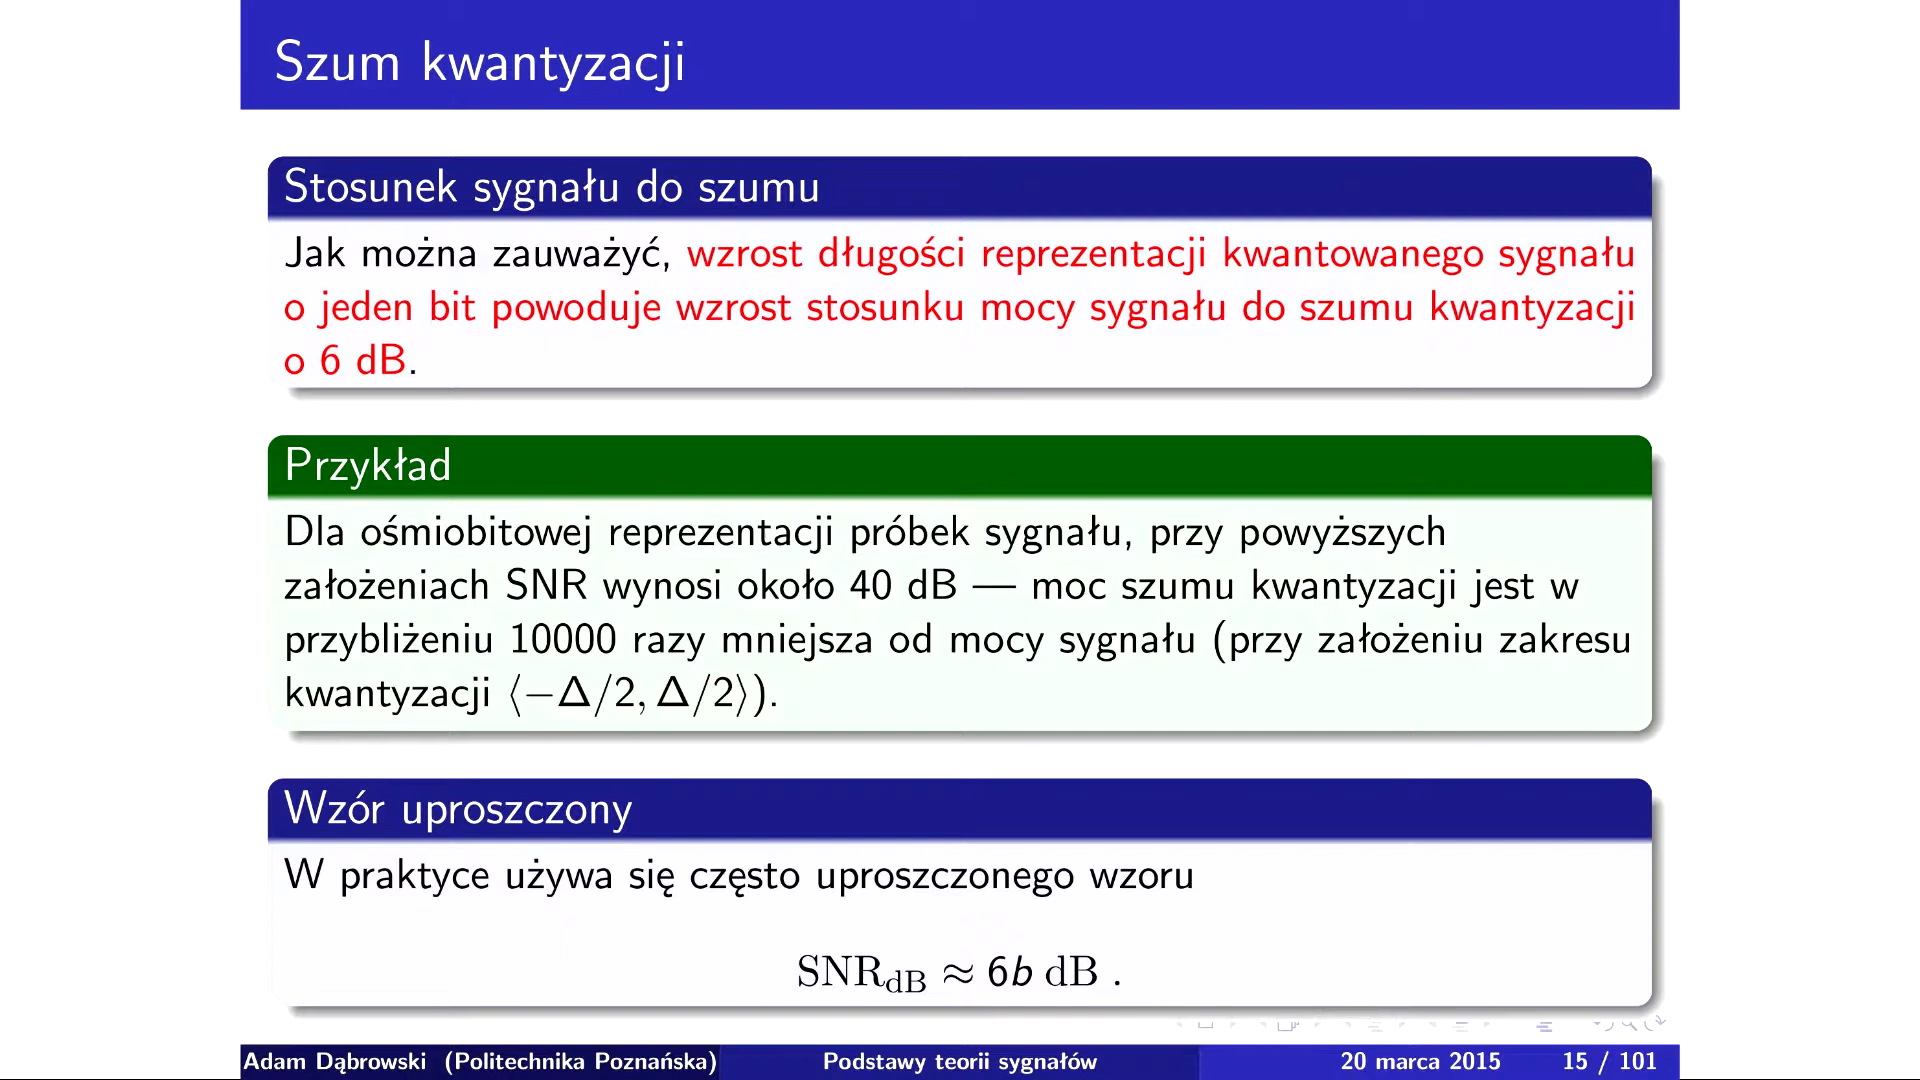 Szum kwantyzacji
Stosunek sygnału do szumu
Jak można zauważyć, wzrost długości reprezentacji kwantowanego sygnału
o jeden bit powoduje wzrost stosunku mocy sygnału do szumu kwantyzacji
o 6 dB.
Przykład
Dla ośmiobitowej reprezentacji próbek sygnału, przy powyższych
założeniach SNR wynosi około 40 dB — moc szumu kwantyzacji jest w
przybliżeniu 10000 razy mniejsza od mocy sygnału (przy założeniu zakresu
kwantyzacji ⟨−Δ/2, Δ/2⟩).
Wzór uproszczony
W praktyce używa się często uproszczonego wzoru
SNR_dB ≈ 6b dB .
Adam Dąbrowski (Politechnika Poznańska) Podstawy teorii sygnałów 20 marca 2015 15 / 101